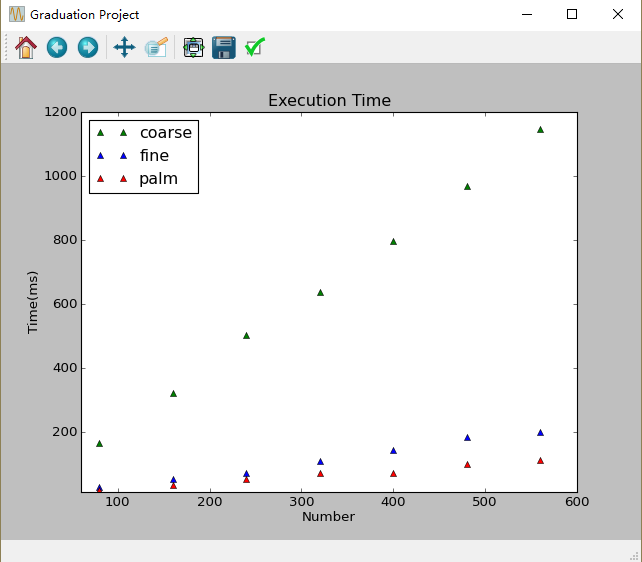 Graduation Project
Execution Time
1200
1000
800
600
400
200
Time(ms)
coarse
fine
palm
100 200 300 400 500 600
Number